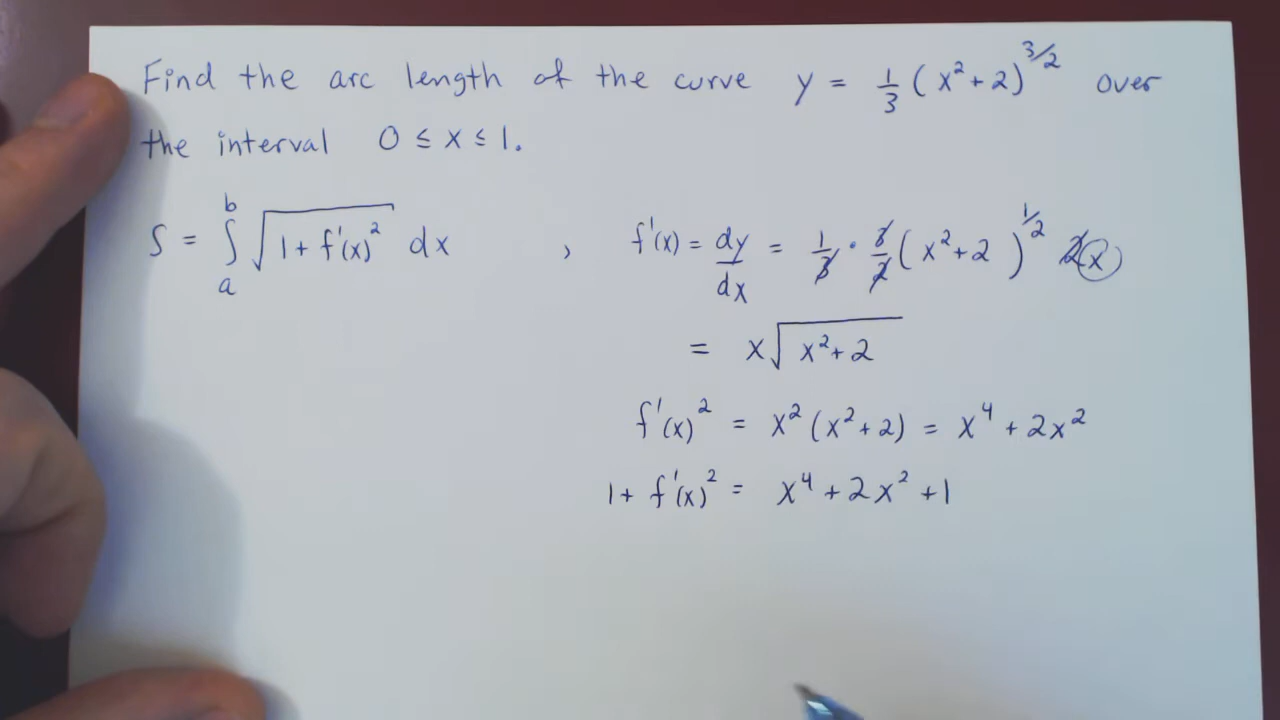 Find the arc length of the curve y = 1/3 (x² + 2)^(3/2) over
the interval 0 ≤ x ≤ 1.
S = ∫_a^b √(1 + f'(x)²) dx , f'(x) = dy/dx = 1/3 · 3/2 (x² + 2)^(1/2) 2x
= x√(x² + 2)
f'(x)² = x² (x² + 2) = x⁴ + 2x²
1 + f'(x)² = x⁴ + 2x² + 1